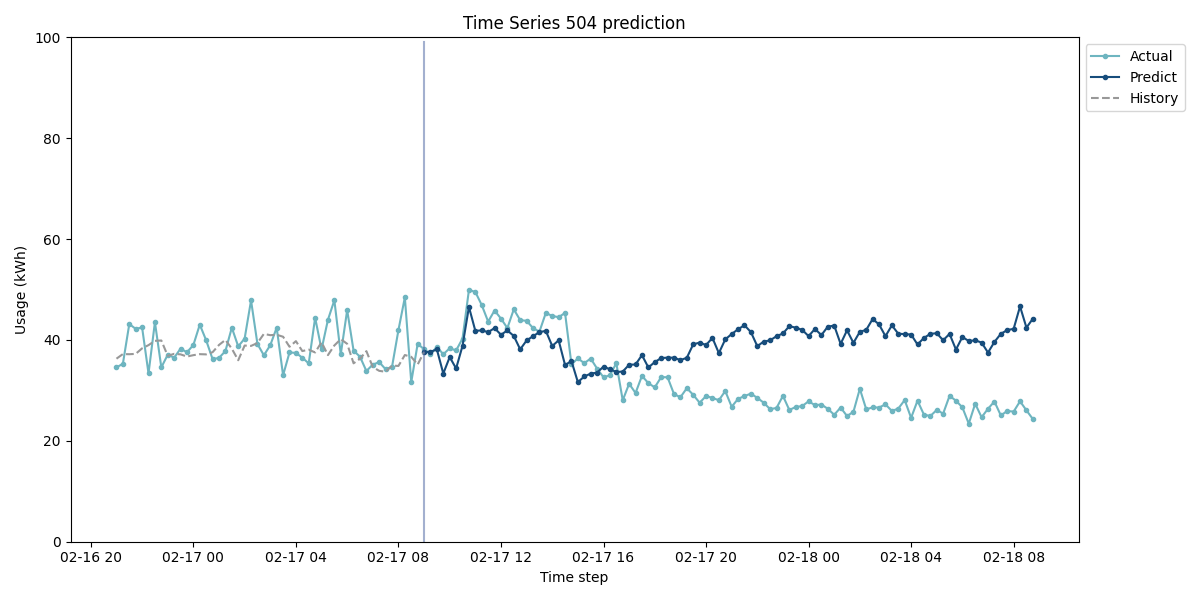 Time Series 504 prediction
100
80
60
40
20
0
Usage (kWh)
02-16 20
02-17 00
02-17 04
02-17 08
02-17 12
02-17 16
02-17 20
02-18 00
02-18 04
02-18 08
Time step
Actual
Predict
History